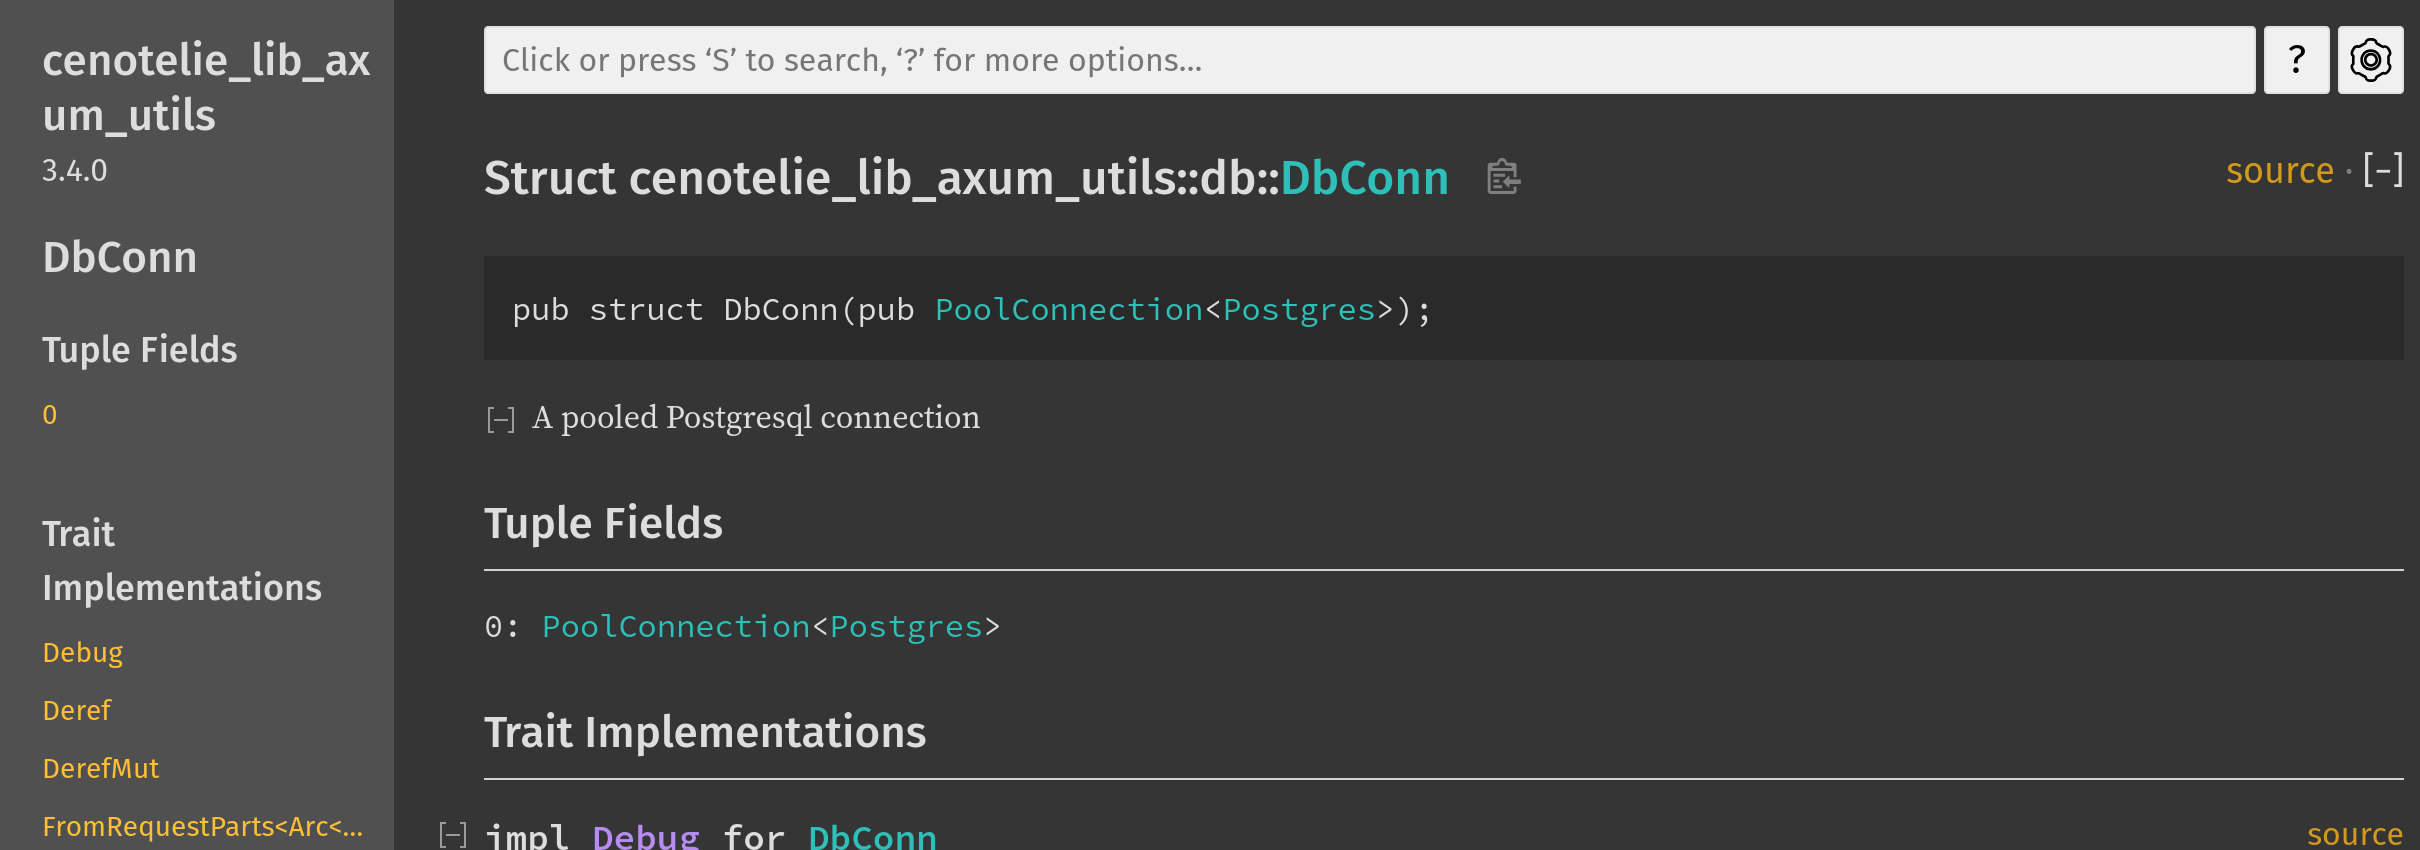 cenotelie_lib_ax
um_utils
3.4.0
DbConn
Tuple Fields
0
Trait
Implementations
Debug
Deref
DerefMut
FromRequestParts<Arc<...
Click or press ‘S’ to search, ‘?’ for more options...
?
Struct cenotelie_lib_axum_utils::db::DbConn
source · [−]
pub struct DbConn(pub PoolConnection<Postgres>);
[−] A pooled Postgresql connection
Tuple Fields
0: PoolConnection<Postgres>
Trait Implementations
[−] impl Debug for DbConn
source